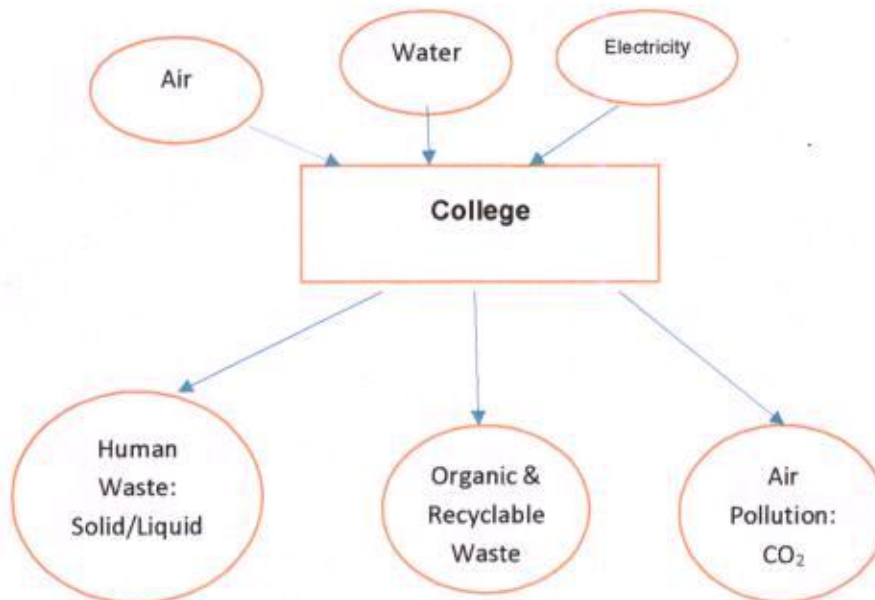 Air
Water
Electricity
College
Human
Waste:
Solid/Liquid
Organic &
Recyclable
Waste
Air
Pollution:
CO₂